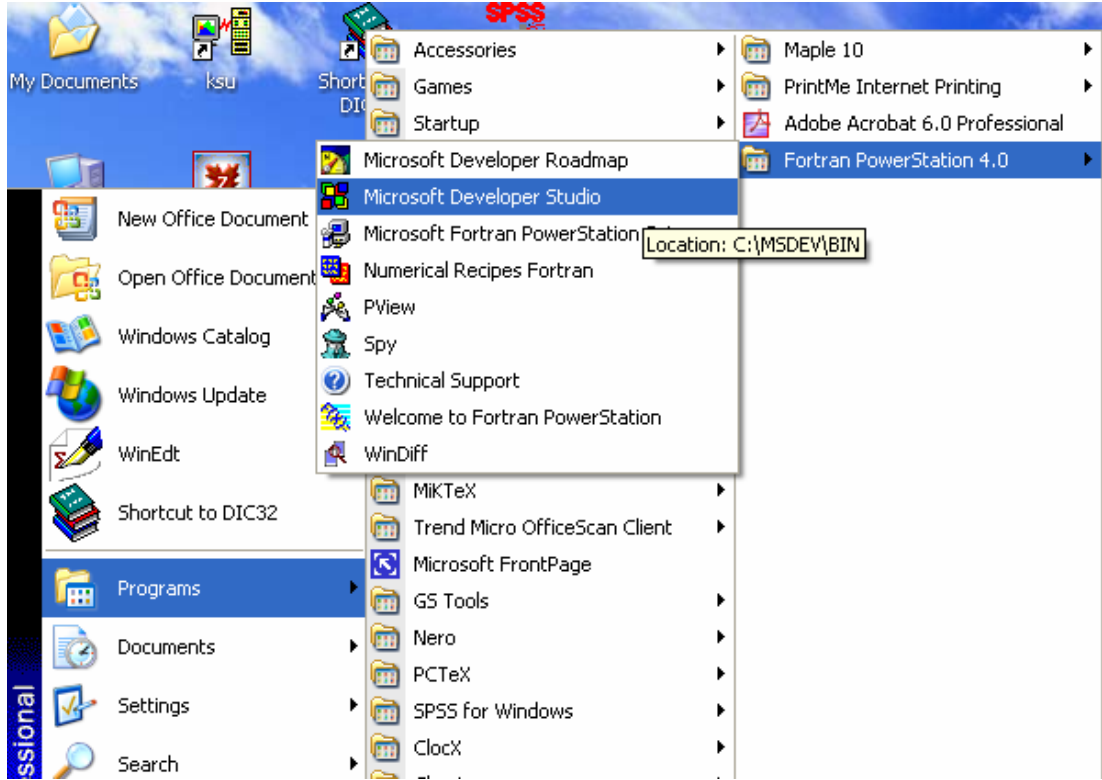 SPSS
My Documents
ksu
Short
DIC
Accessories
Games
Startup
Maple 10
PrintMe Internet Printing
Adobe Acrobat 6.0 Professional
Fortran PowerStation 4.0
Microsoft Developer Roadmap
Microsoft Developer Studio
Microsoft Fortran PowerStation
Location: C:\MSDEV\BIN
Numerical Recipes Fortran
PView
Spy
Technical Support
Welcome to Fortran PowerStation
WinDiff
New Office Document
Open Office Document
Windows Catalog
Windows Update
WinEdt
Shortcut to DIC32
Programs
Documents
Settings
Search
ssional
MiKTeX
Trend Micro OfficeScan Client
Microsoft FrontPage
GS Tools
Nero
PCTeX
SPSS for Windows
ClocX